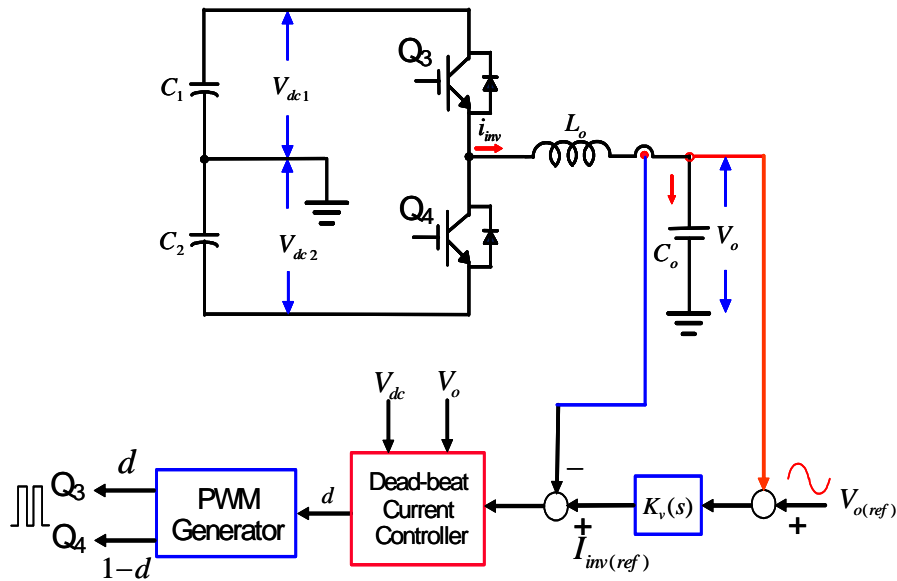 Q3
C1
Vdc1
iinv
Lo
Q4
C2
Vdc2
Co
Vo
Vdc
Vo
Q3
d
PWM
Generator
d
Dead-beat
Current
Controller
−
+
Iinv(ref)
Kv(s)
+
Vo(ref)
Q4
1−d